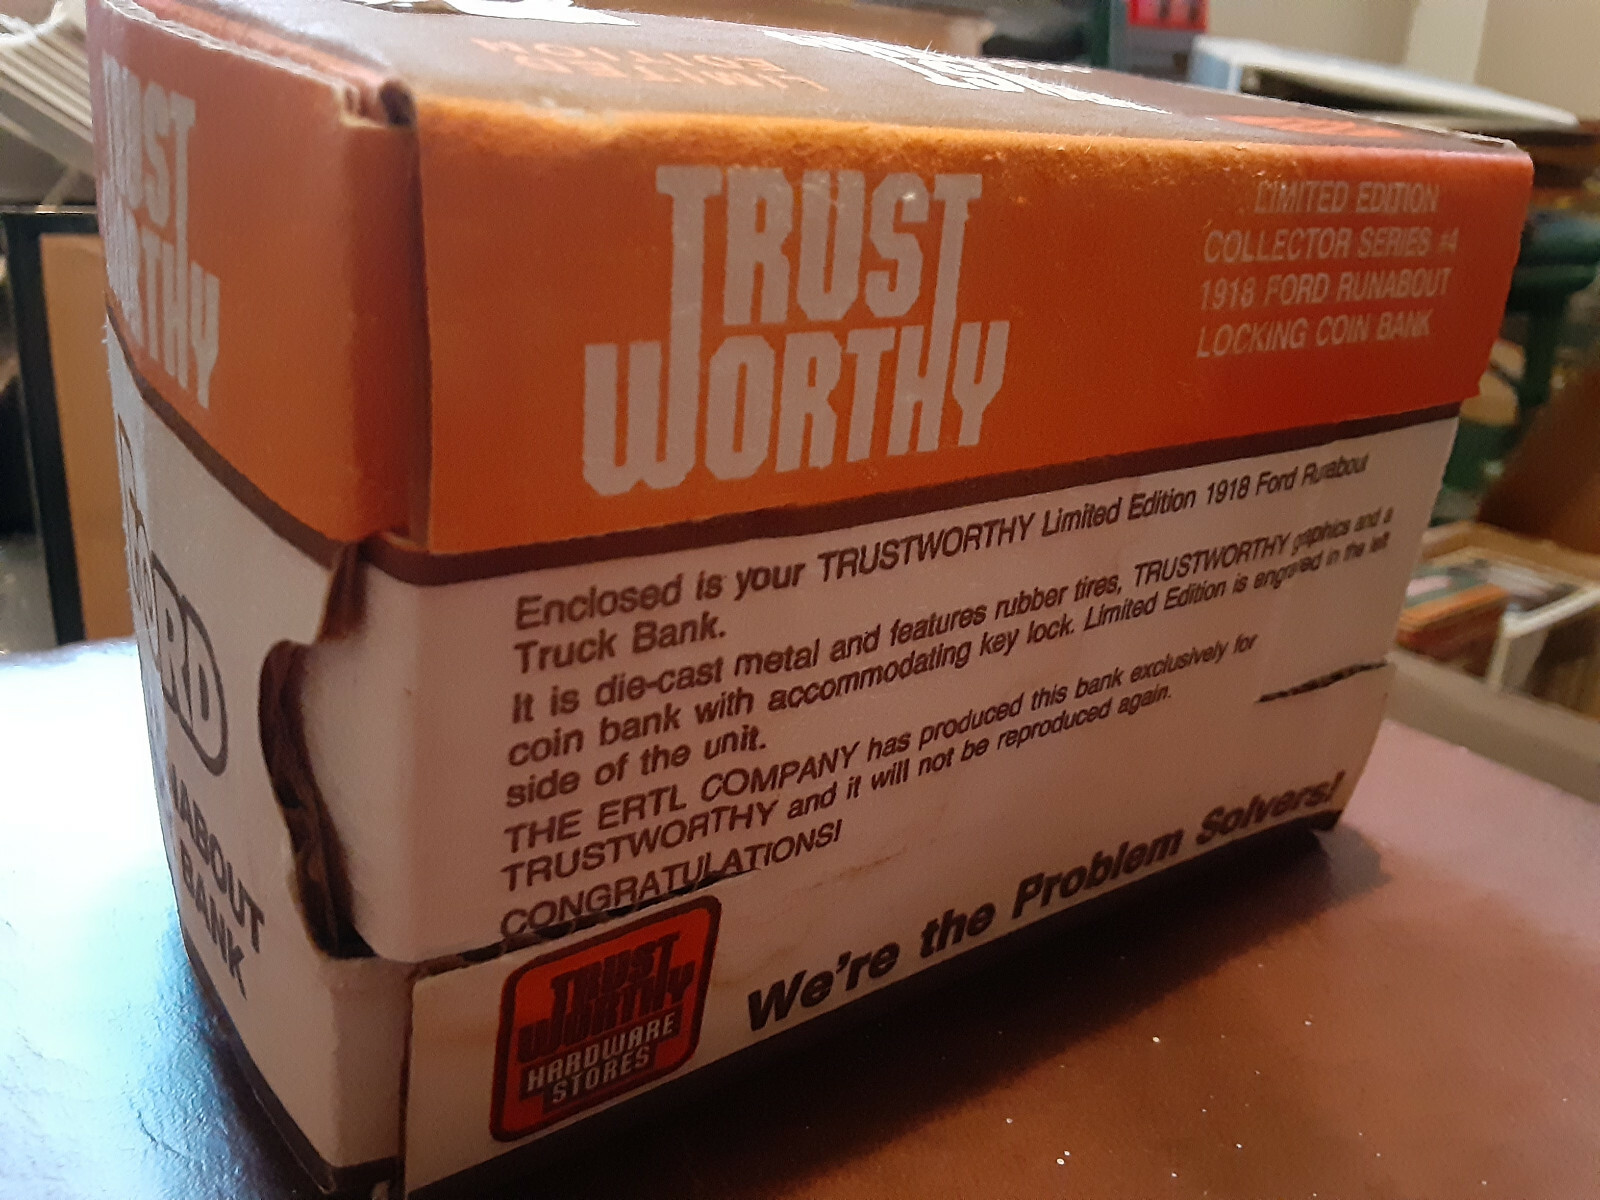 LIMITED
EDITION
TRUST
WORTHY
TRUST
WORTHY
LIMITED EDITION
COLLECTOR SERIES #4
1918 FORD RUNABOUT
LOCKING COIN BANK
Enclosed is your TRUSTWORTHY Limited Edition 1918 Ford Runabout
Truck Bank.
It is die-cast metal and features rubber tires, TRUSTWORTHY graphics and a
coin bank with accommodating key lock. Limited Edition is engraved in the left
side of the unit.
THE ERTL COMPANY has produced this bank exclusively for
TRUSTWORTHY and it will not be reproduced again.
CONGRATULATIONS!
TRUST
WORTHY
HARDWARE
STORES
We're the Problem Solvers!
BANK